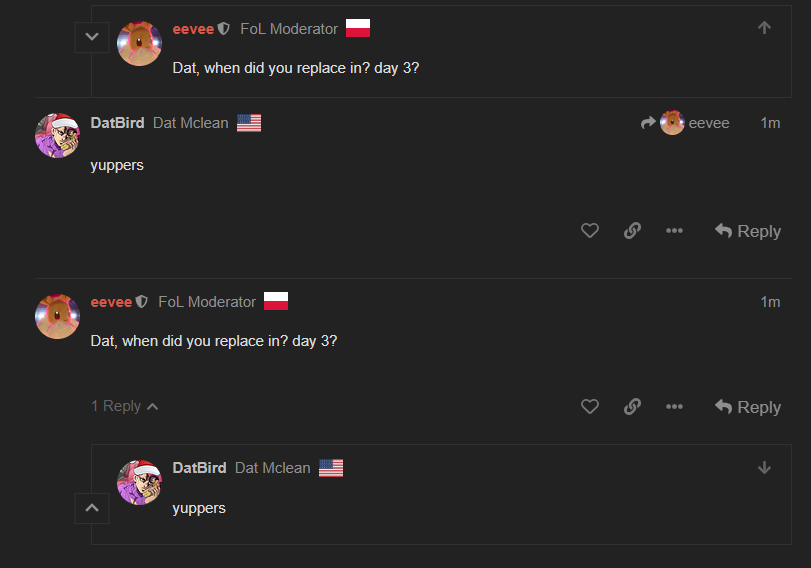 eevee FoL Moderator
Dat, when did you replace in? day 3?
DatBird Dat Mclean eevee 1m
yuppers
Reply
eevee FoL Moderator 1m
Dat, when did you replace in? day 3?
1 Reply Reply
DatBird Dat Mclean
yuppers